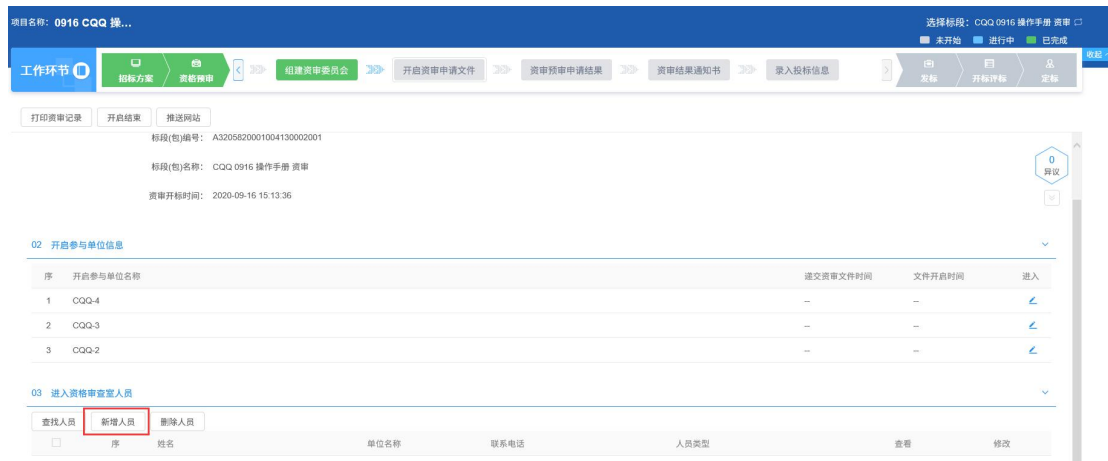 项目名称: 0916 CQQ 操...
选择标段: CQQ 0916 操作手册 资审
未开始 进行中 已完成
收起
工作环节
招标方案 资格预审 组建资审委员会 开启资审申请文件 资审预审申请结果 资审结果通知书 录入投标信息 发标 开标评标 定标
打印资审记录 开启结束 推送网站
标段(包)编号: A3205820001004130002001
标段(包)名称: CQQ 0916 操作手册 资审
资审开标时间: 2020-09-16 15:13:36
0
异议
02 开启参与单位信息
序 开启参与单位名称 递交资审文件时间 文件开启时间 进入
1 CQQ-4 -- --
2 CQQ-3 -- --
3 CQQ-2 -- --
03 进入资格审查室人员
查找人员 新增人员 删除人员
序 姓名 单位名称 联系电话 人员类型 查看 修改